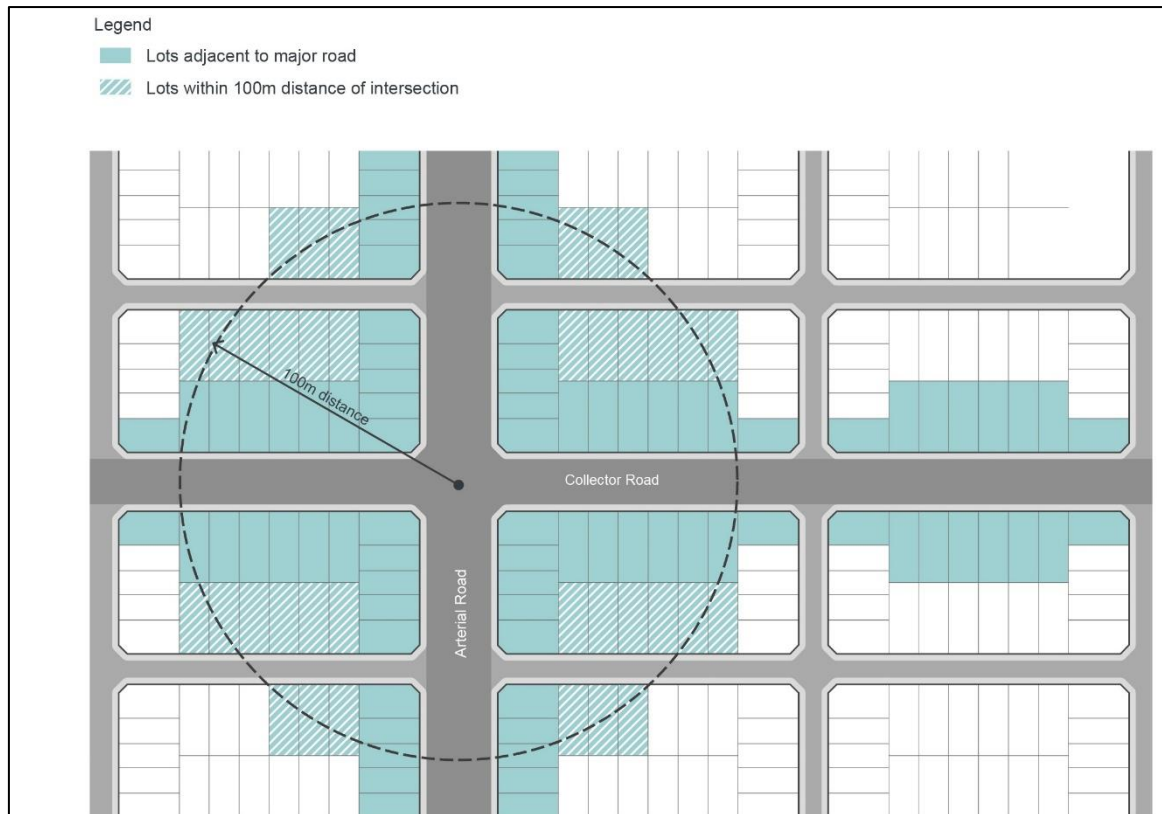 Legend
Lots adjacent to major road
Lots within 100m distance of intersection
100m distance
Collector Road
Arterial Road